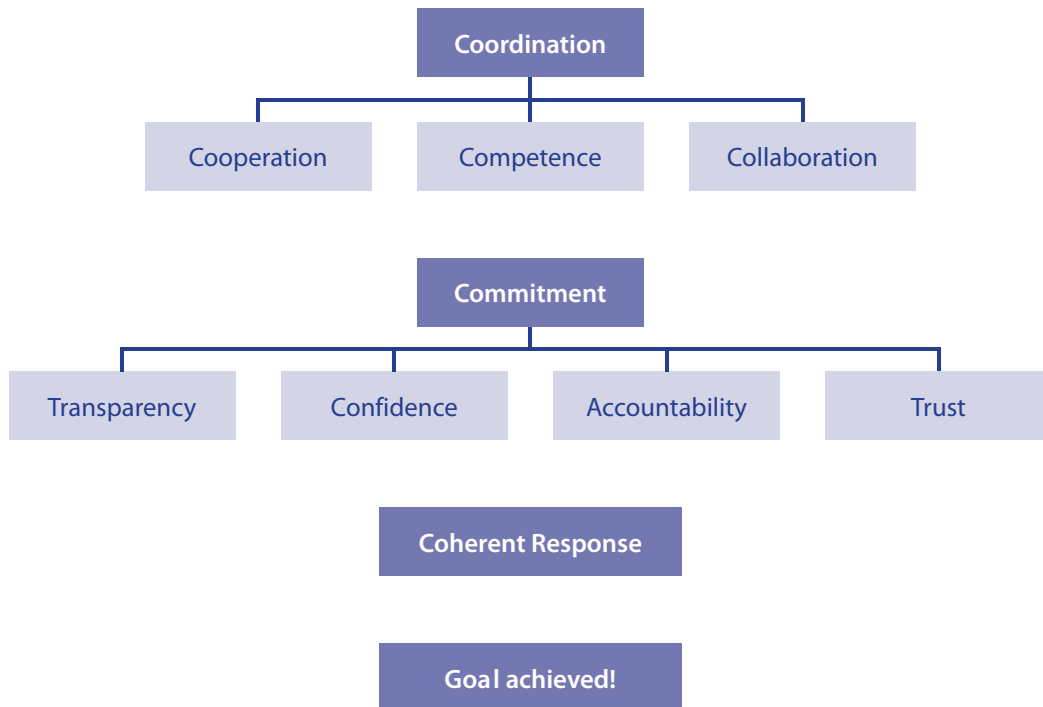 Coordination
Cooperation Competence Collaboration
Commitment
Transparency Confidence Accountability Trust
Coherent Response
Goal achieved!